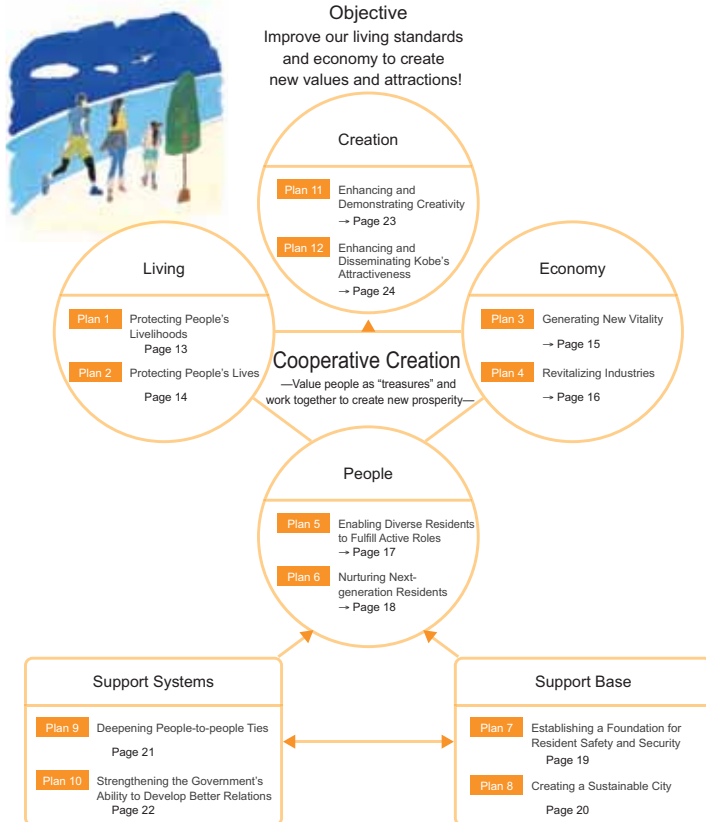 Objective
Improve our living standards
and economy to create
new values and attractions!
Creation
Plan 11 Enhancing and
Demonstrating Creativity
→ Page 23
Plan 12 Enhancing and
Disseminating Kobe's
Attractiveness
→ Page 24
Living
Plan 1 Protecting People's
Livelihoods
Page 13
Plan 2 Protecting People's Lives
Page 14
Economy
Plan 3 Generating New Vitality
→ Page 15
Plan 4 Revitalizing Industries
→ Page 16
Cooperative Creation
—Value people as “treasures” and
work together to create new prosperity—
People
Plan 5 Enabling Diverse Residents
to Fulfill Active Roles
→ Page 17
Plan 6 Nurturing Next-
generation Residents
→ Page 18
Support Systems
Plan 9 Deepening People-to-people Ties
Page 21
Plan 10 Strengthening the Government's
Ability to Develop Better Relations
Page 22
Support Base
Plan 7 Establishing a Foundation for
Resident Safety and Security
Page 19
Plan 8 Creating a Sustainable City
Page 20